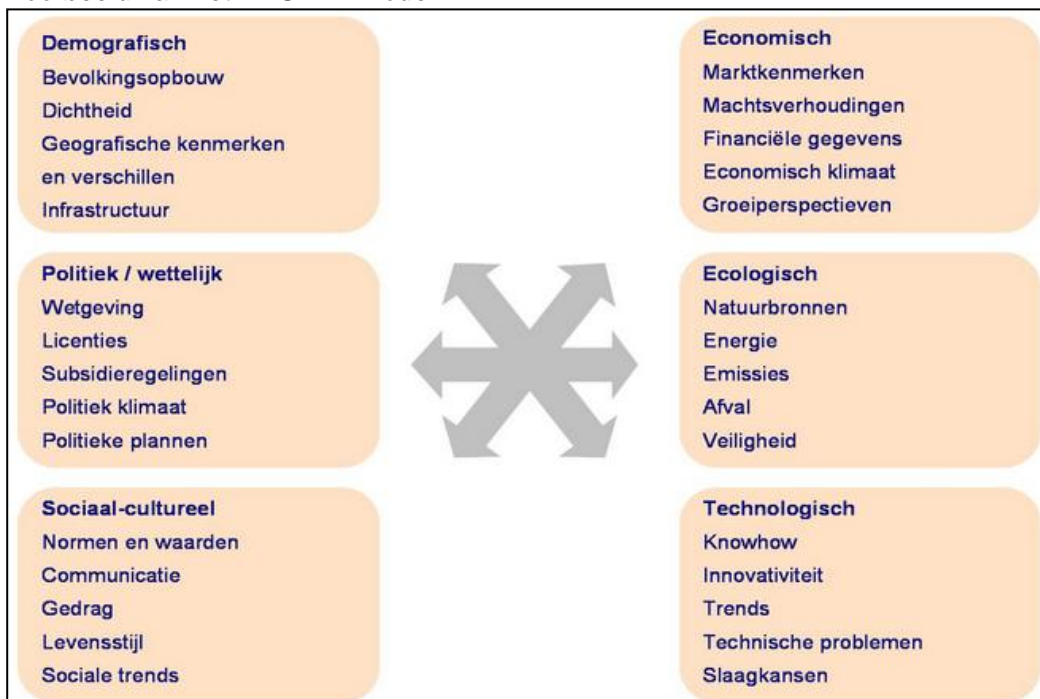 Demografisch
Bevolkingsopbouw
Dichtheid
Geografische kenmerken
en verschillen
Infrastructuur
Economisch
Marktkenmerken
Machtsverhoudingen
Financiële gegevens
Economisch klimaat
Groeiperspectieven
Politiek / wettelijk
Wetgeving
Licenties
Subsidieregelingen
Politiek klimaat
Politieke plannen
Ecologisch
Natuurbronnen
Energie
Emissies
Afval
Veiligheid
Sociaal-cultureel
Normen en waarden
Communicatie
Gedrag
Levensstijl
Sociale trends
Technologisch
Knowhow
Innovativiteit
Trends
Technische problemen
Slaagkansen